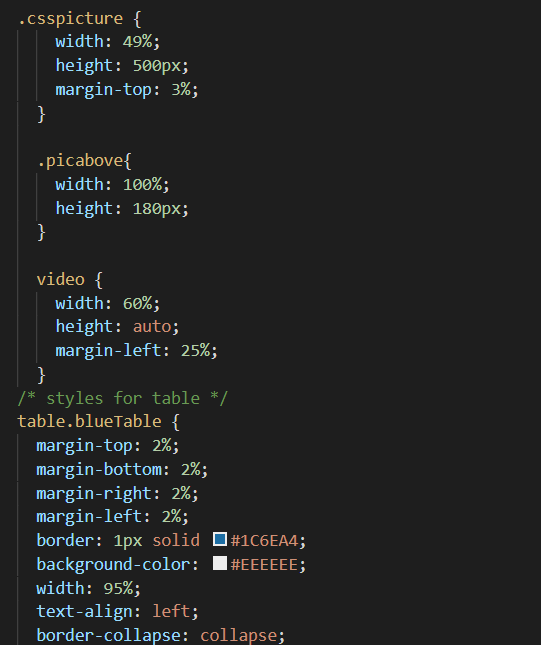 .csspicture {
width: 49%;
height: 500px;
margin-top: 3%;
}
.picabove{
width: 100%;
height: 180px;
}
video {
width: 60%;
height: auto;
margin-left: 25%;
}
/* styles for table */
table.blueTable {
margin-top: 2%;
margin-bottom: 2%;
margin-right: 2%;
margin-left: 2%;
border: 1px solid #1C6EA4;
background-color: #EEEEEE;
width: 95%;
text-align: left;
border-collapse: collapse;